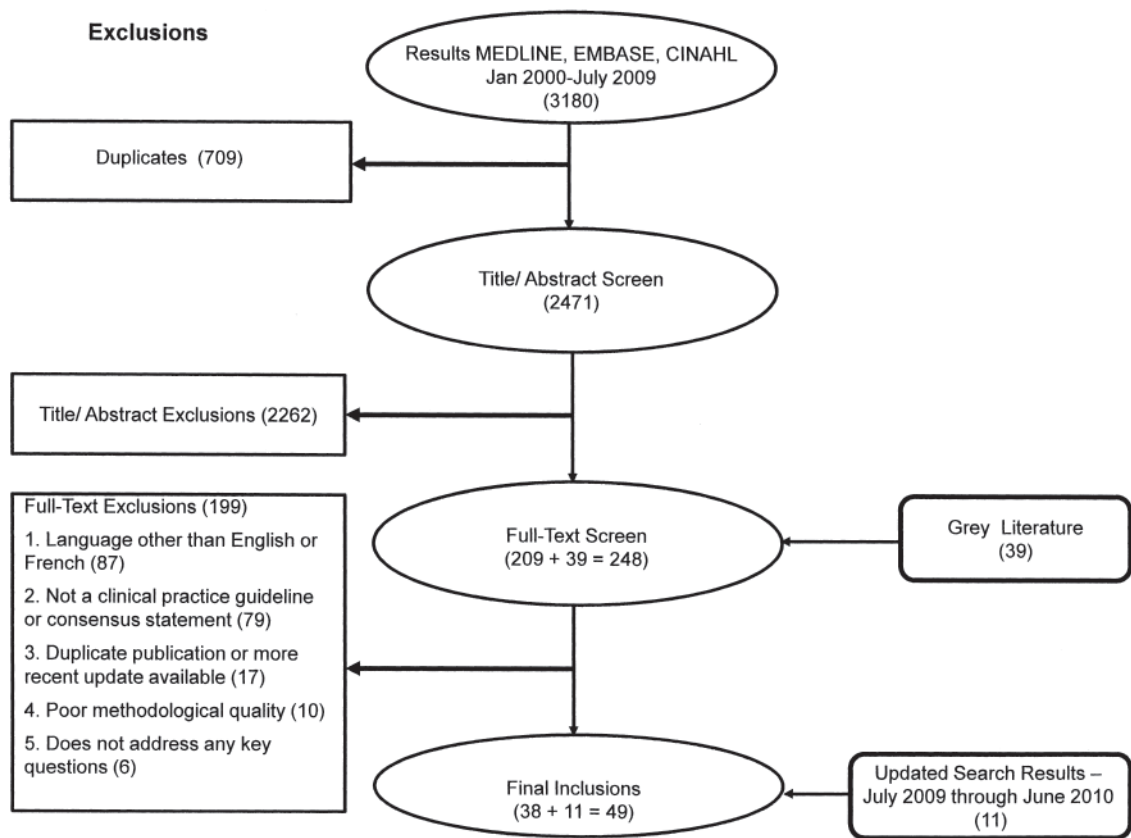 Exclusions
Results MEDLINE, EMBASE, CINAHL
Jan 2000-July 2009
(3180)
Duplicates (709)
Title/ Abstract Screen
(2471)
Title/ Abstract Exclusions (2262)
Full-Text Exclusions (199)
1. Language other than English or
French (87)
2. Not a clinical practice guideline
or consensus statement (79)
3. Duplicate publication or more
recent update available (17)
4. Poor methodological quality (10)
5. Does not address any key
questions (6)
Full-Text Screen
(209 + 39 = 248)
Grey Literature
(39)
Final Inclusions
(38 + 11 = 49)
Updated Search Results –
July 2009 through June 2010
(11)